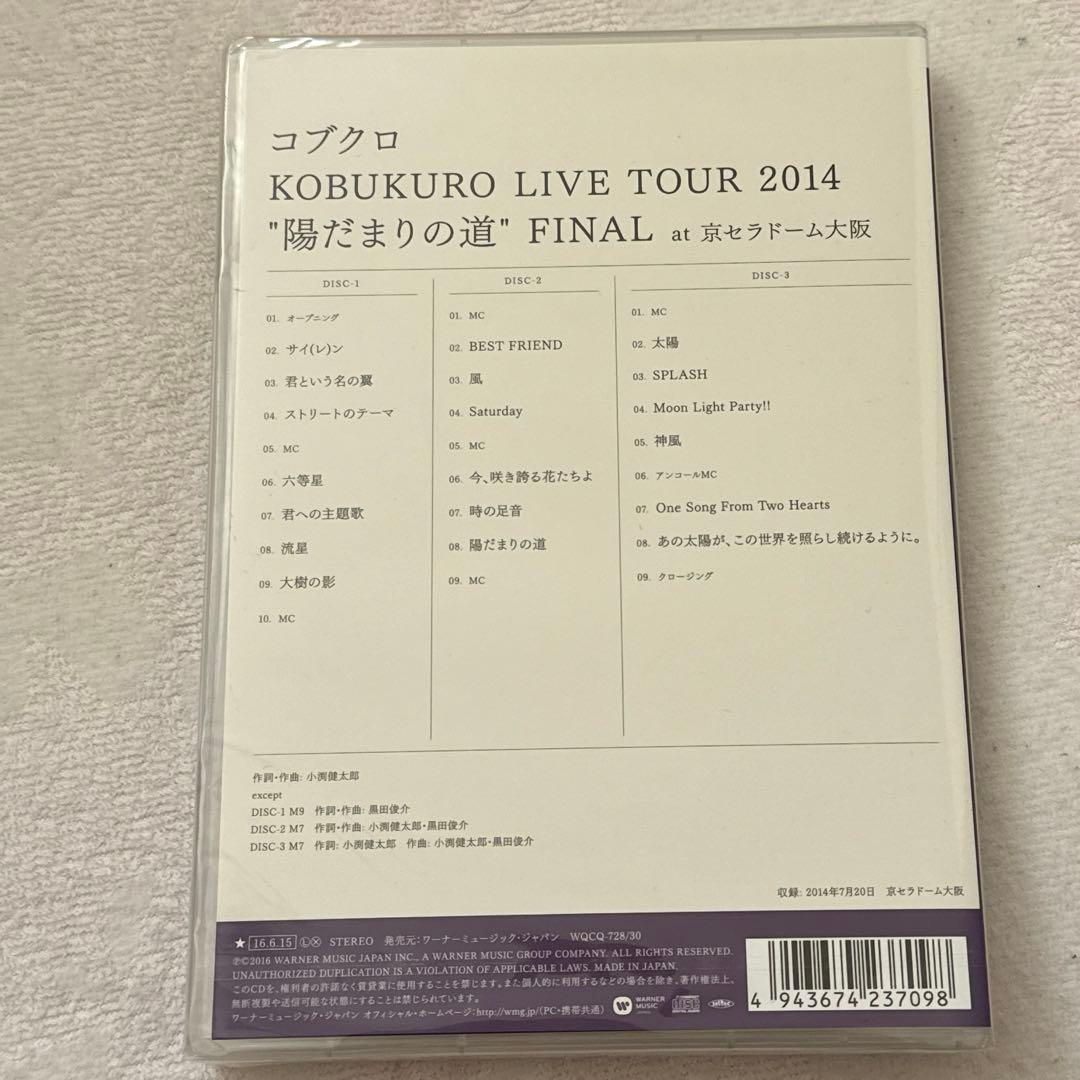 コブクロ
KOBUKURO LIVE TOUR 2014
"陽だまりの道" FINAL at 京セラドーム大阪
DISC-1
01. オープニング
02. サイ(レ)ン
03. 君という名の翼
04. ストリートのテーマ
05. MC
06. 六等星
07. 君への主題歌
08. 流星
09. 大樹の影
10. MC
DISC-2
01. MC
02. BEST FRIEND
03. 風
04. Saturday
05. MC
06. 今、咲き誇る花たちよ
07. 時の足音
08. 陽だまりの道
09. MC
DISC-3
01. MC
02. 太陽
03. SPLASH
04. Moon Light Party!!
05. 神風
06. アンコールMC
07. One Song From Two Hearts
08. あの太陽が、この世界を照らし続けるように。
09. クロージング
作詞・作曲: 小渕健太郎
except
DISC-1 M9 作詞・作曲: 黒田俊介
DISC-2 M7 作詞・作曲: 小渕健太郎・黒田俊介
DISC-3 M7 作詞: 小渕健太郎 作曲: 小渕健太郎・黒田俊介
収録: 2014年7月20日 京セラドーム大阪
★ 16.6.15 Ⓛ Ⓧ STEREO 発売元:ワーナーミュージック・ジャパン WQCQ-728/30
Ⓟ©2016 WARNER MUSIC JAPAN INC., A WARNER MUSIC GROUP COMPANY. ALL RIGHTS RESERVED.
UNAUTHORIZED DUPLICATION IS A VIOLATION OF APPLICABLE LAWS. MADE IN JAPAN.
このCDを、権利者の許諾なく賃貸業に使用することを禁じます。また個人的に利用するなどの場合を除き、著作権法上、
無断複製や送信可能な状態にすることは禁じられています。
ワーナーミュージック・ジャパン オフィシャル・ホームページ:http://wmg.jp/(PC・携帯共通)
WARNER MUSIC
JAPAN
COMPACT disc DIGITAL AUDIO
4 943674 237098